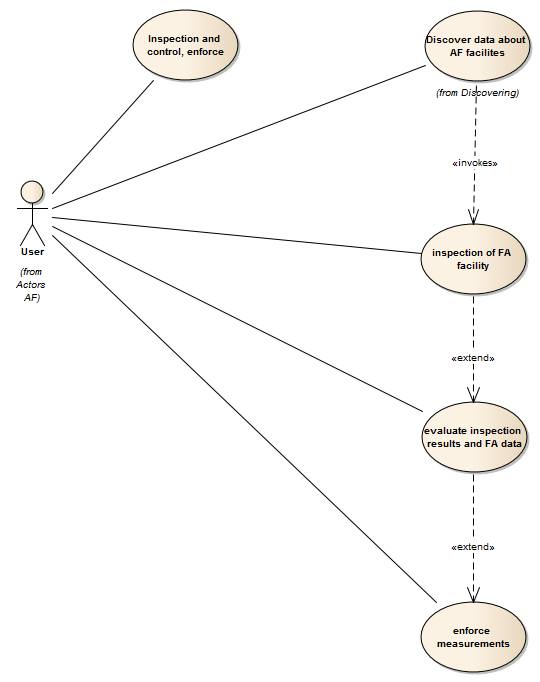 Inspection and
control, enforce
Discover data about
AF facilites
(from Discovering)
«invokes»
User
(from
Actors
AF)
inspection of FA
facility
«extend»
evaluate inspection
results and FA data
«extend»
enforce
measurements